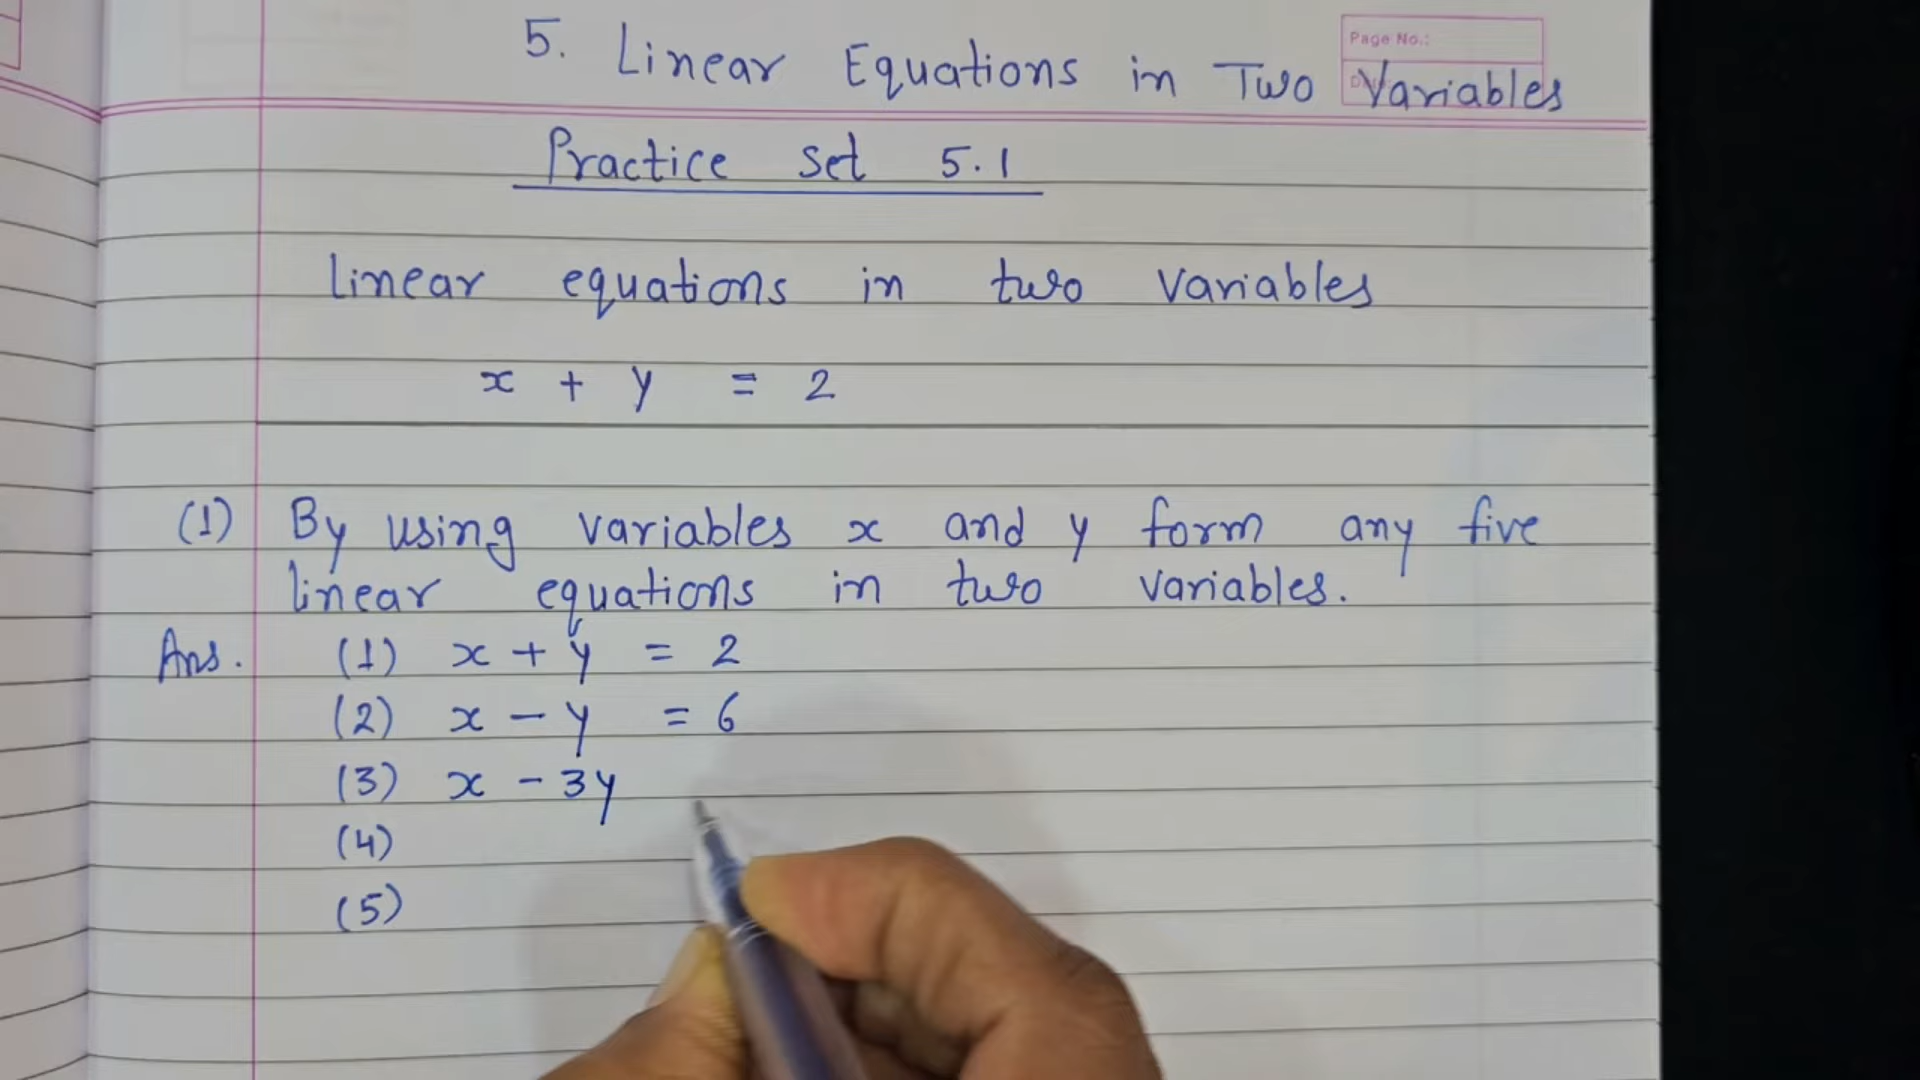 5. Linear Equations in Two Variables
Page No.:
Practice set 5.1
linear equations in two variables
x + y = 2
(1) By using variables x and y form any five
linear equations in two variables.
Ans. (1) x + y = 2
(2) x - y = 6
(3) x - 3y
(4)
(5)